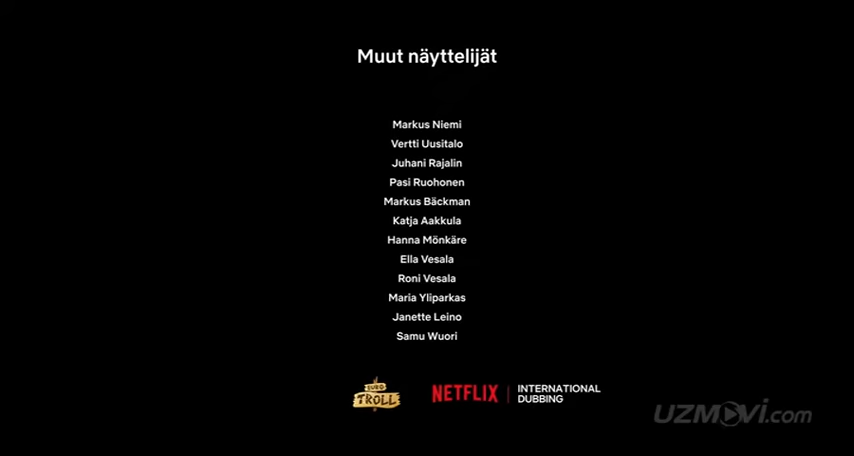 Muut näyttelijät
Markus Niemi
Vertti Uusitalo
Juhani Rajalin
Pasi Ruohonen
Markus Bäckman
Katja Aakkula
Hanna Mönkäre
Ella Vesala
Roni Vesala
Maria Yliparkas
Janette Leino
Samu Wuori
EURO
TROLL
NETFLIX
INTERNATIONAL
DUBBING
UZMOVi.com